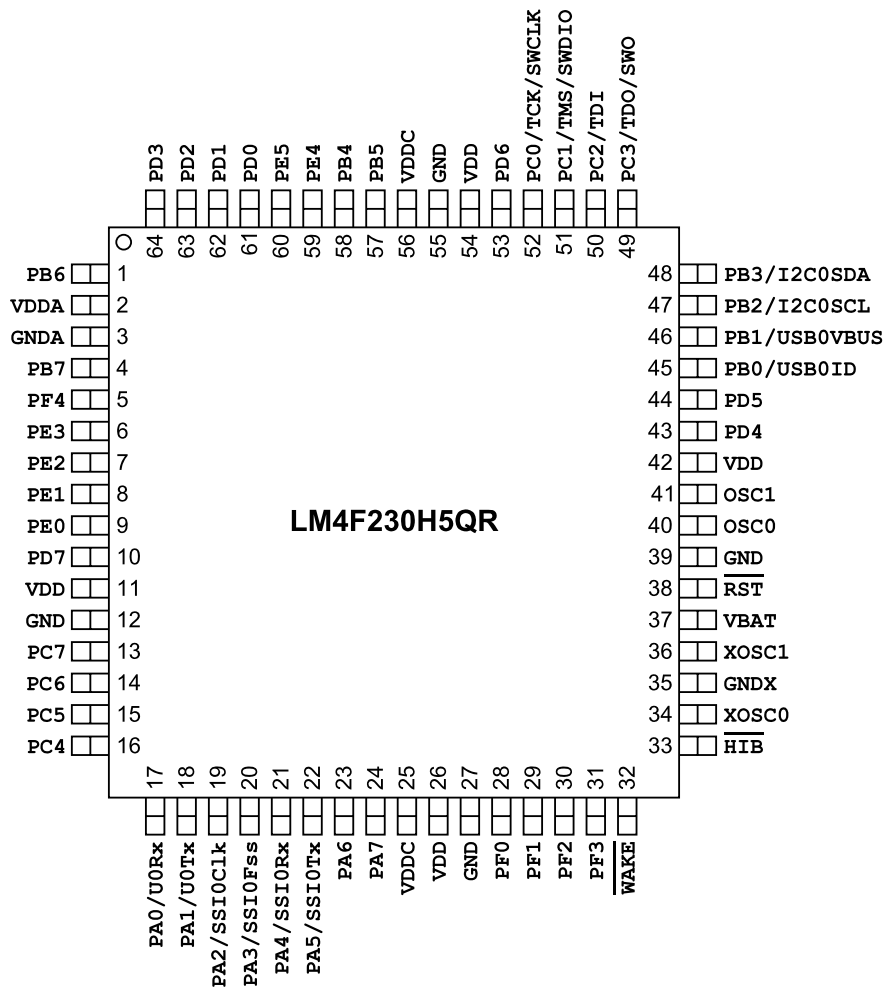 PD3
PD2
PD1
PD0
PE5
PE4
PB4
PB5
VDDC
GND
VDD
PD6
PC0/TCK/SWCLK
PC1/TMS/SWDIO
PC2/TDI
PC3/TDO/SWO
64
63
62
61
60
59
58
57
56
55
54
53
52
51
50
49
PB6 1
VDDA 2
GNDA 3
PB7 4
PF4 5
PE3 6
PE2 7
PE1 8
PE0 9
PD7 10
VDD 11
GND 12
PC7 13
PC6 14
PC5 15
PC4 16
LM4F230H5QR
48 PB3/I2C0SDA
47 PB2/I2C0SCL
46 PB1/USB0VBUS
45 PB0/USB0ID
44 PD5
43 PD4
42 VDD
41 OSC1
40 OSC0
39 GND
38 RST
37 VBAT
36 XOSC1
35 GNDX
34 XOSC0
33 HIB
17
18
19
20
21
22
23
24
25
26
27
28
29
30
31
32
PA0/U0Rx
PA1/U0Tx
PA2/SSI0Clk
PA3/SSI0Fss
PA4/SSI0Rx
PA5/SSI0Tx
PA6
PA7
VDDC
VDD
GND
PF0
PF1
PF2
PF3
WAKE